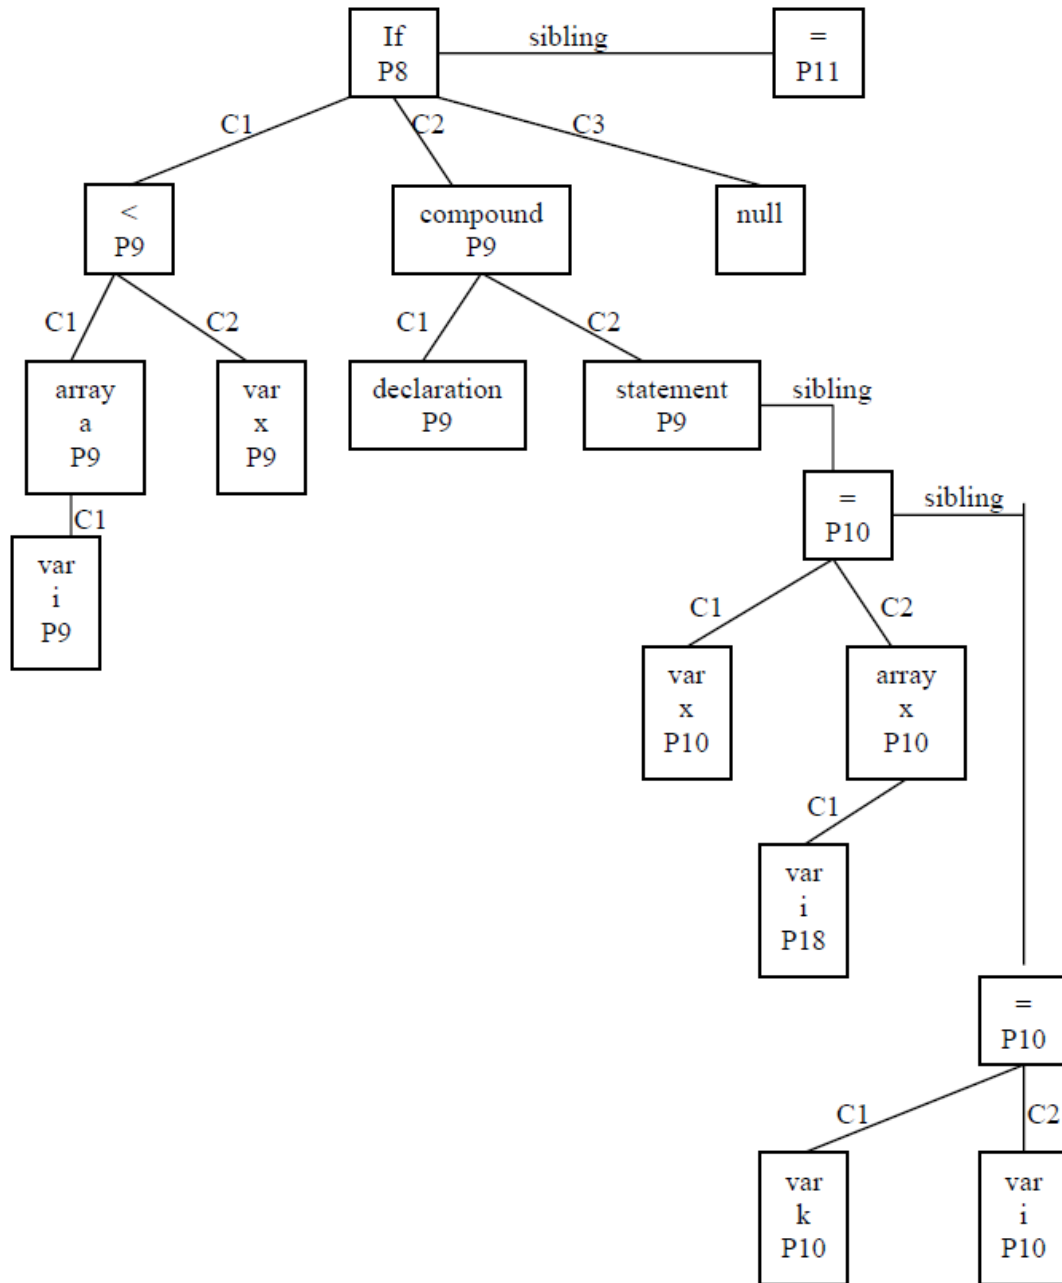 If
P8
sibling
=
P11
C1
C2
C3
<
P9
compound
P9
null
C1
C2
C1
C2
array
a
P9
var
x
P9
declaration
P9
statement
P9
sibling
C1
var
i
P9
=
P10
sibling
C1
C2
var
x
P10
array
x
P10
C1
var
i
P18
=
P10
C1
C2
var
k
P10
var
i
P10